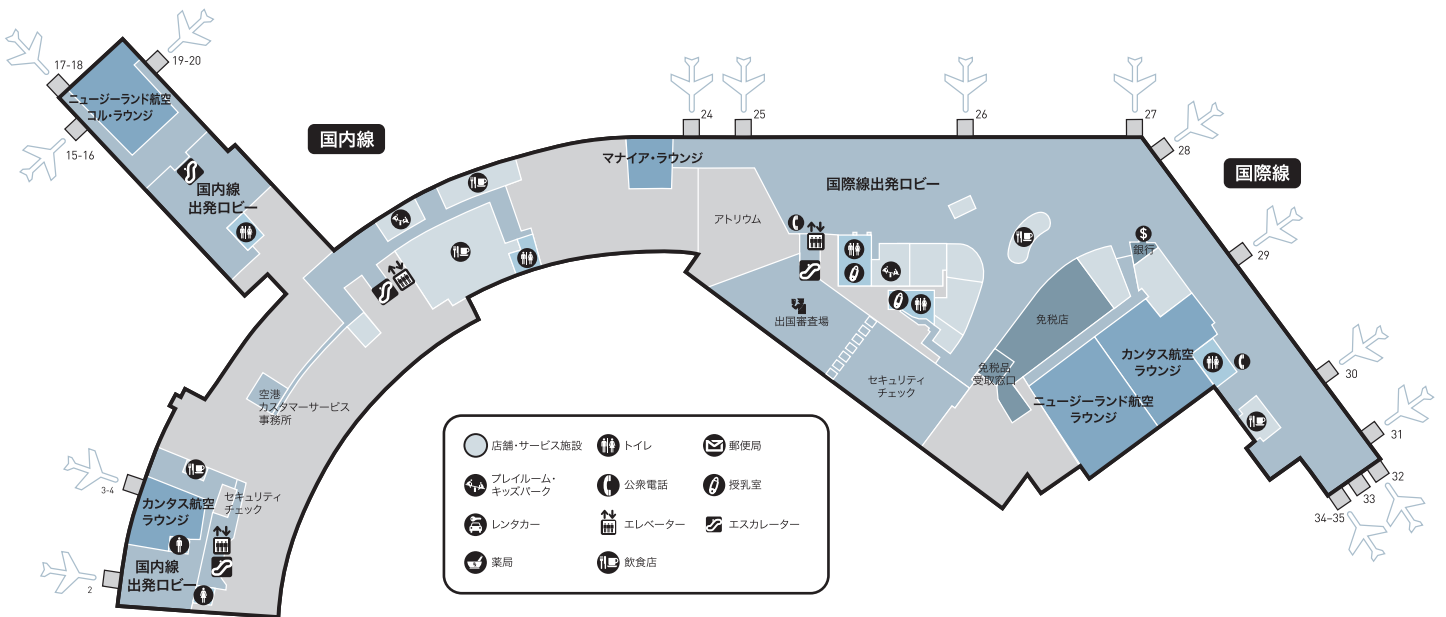 17-18
19-20
ニュージーランド航空
コル・ラウンジ
15-16
国内線
国内線
出発ロビー
24
25
26
27
28
マナイア・ラウンジ
国際線出発ロビー
国際線
アトリウム
29
$
銀行
出国審査場
免税店
セキュリティ
チェック
免税品
受取窓口
カンタス航空
ラウンジ
ニュージーランド航空
ラウンジ
30
31
32
33
34-35
空港
カスタマーサービス
事務所
3-4
カンタス航空
ラウンジ
セキュリティ
チェック
国内線
出発ロビー
2
店舗・サービス施設
トイレ
郵便局
プレイルーム・
キッズパーク
公衆電話
授乳室
レンタカー
エレベーター
エスカレーター
薬局
飲食店